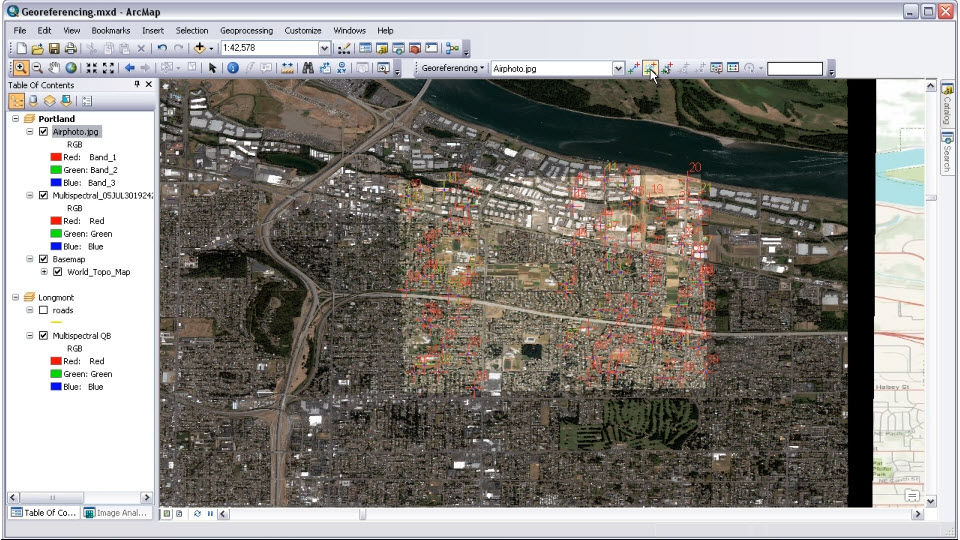 Georeferencing.mxd - ArcMap
File Edit View Bookmarks Insert Selection Geoprocessing Customize Windows Help
1:42,578
Georeferencing Airphoto.jpg
Table Of Contents
Portland
Airphoto.jpg
RGB
Red: Band_1
Green: Band_2
Blue: Band_3
Multispectral_05JUL3019242
RGB
Red: Red
Green: Green
Blue: Blue
Basemap
World_Topo_Map
Longmont
roads
Multispectral QB
RGB
Red: Red
Green: Green
Blue: Blue
Table Of Co...
Image Anal...
20
19
Catalog
Search
Halsey St